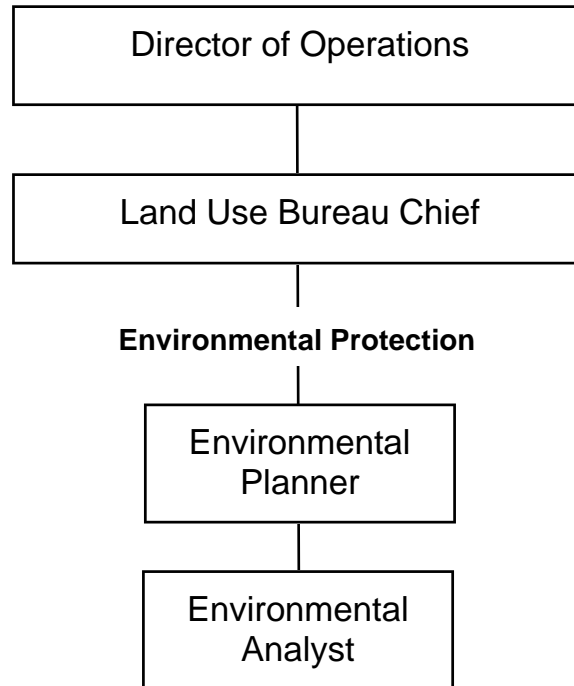 Director of Operations
Land Use Bureau Chief
Environmental Protection
Environmental
Planner
Environmental
Analyst